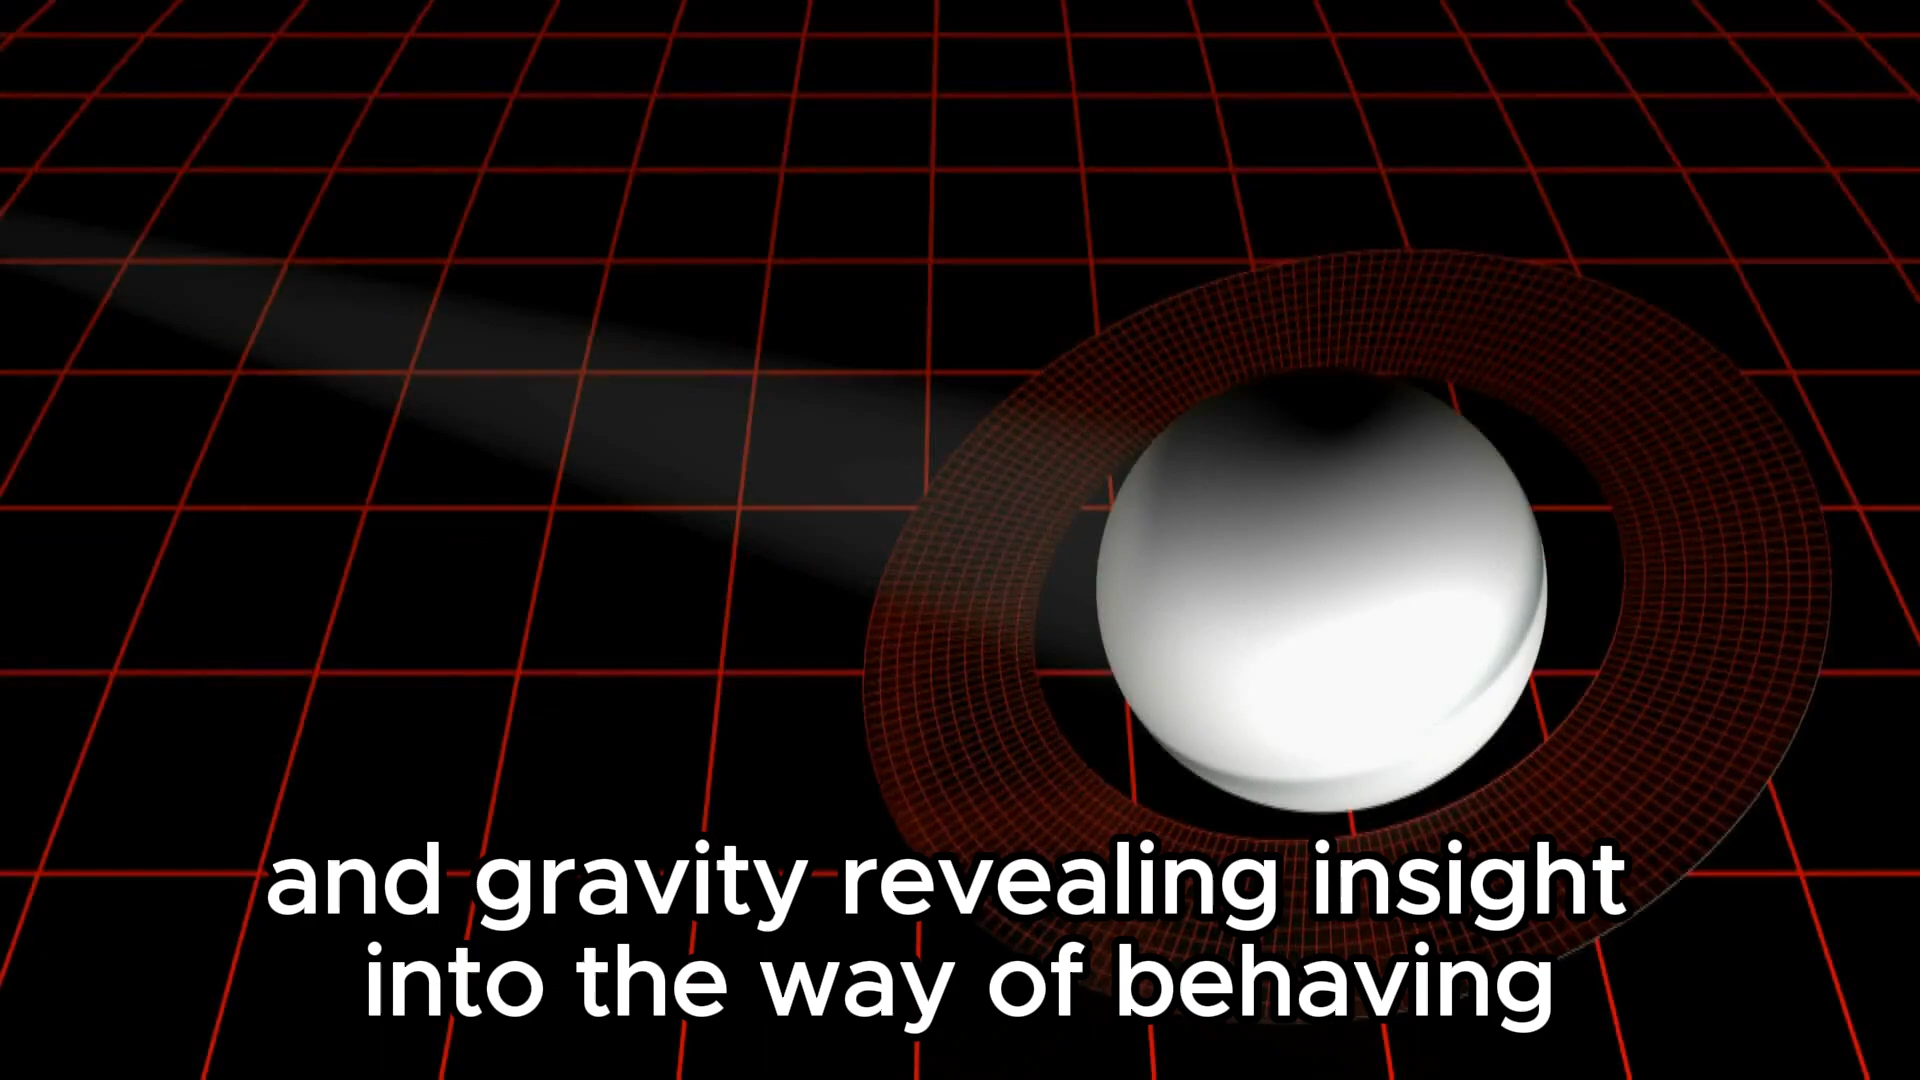 and gravity revealing insight
into the way of behaving